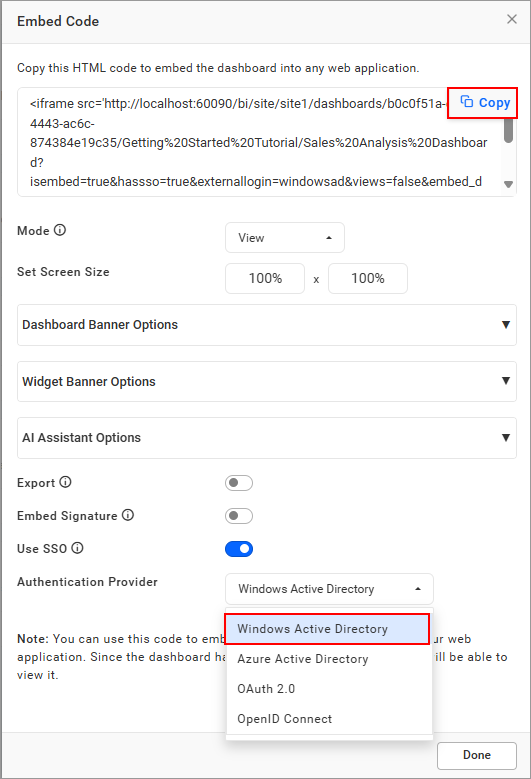 Embed Code
Copy this HTML code to embed the dashboard into any web application.
<iframe src='http://localhost:60090/bi/site/site1/dashboards/b0c0f51a-
Copy
4443-ac6c-
874384e19c35/Getting%20Started%20Tutorial/Sales%20Analysis%20Dashboar
d?
isembed=true&hassso=true&externallogin=windowsad&views=false&embed_d
Mode
View
Set Screen Size
100% x 100%
Dashboard Banner Options
Widget Banner Options
AI Assistant Options
Export
Embed Signature
Use SSO
Authentication Provider
Windows Active Directory
Windows Active Directory
Azure Active Directory
OAuth 2.0
OpenID Connect
Note: You can use this code to emb ur web
application. Since the dashboard ha ill be able to
view it.
Done